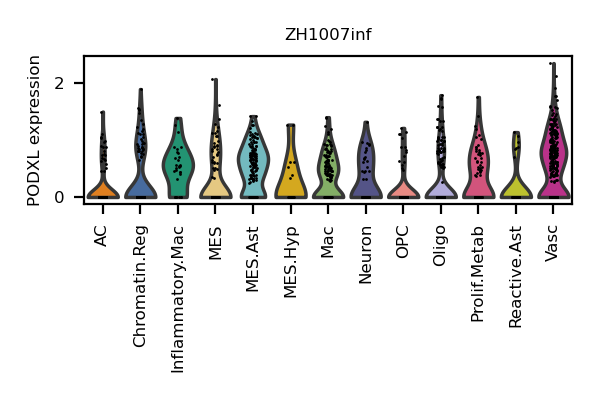 ZH1007inf
PODXL expression
2
0
AC
Chromatin.Reg
Inflammatory.Mac
MES
MES.Ast
MES.Hyp
Mac
Neuron
OPC
Oligo
Prolif.Metab
Reactive.Ast
Vasc